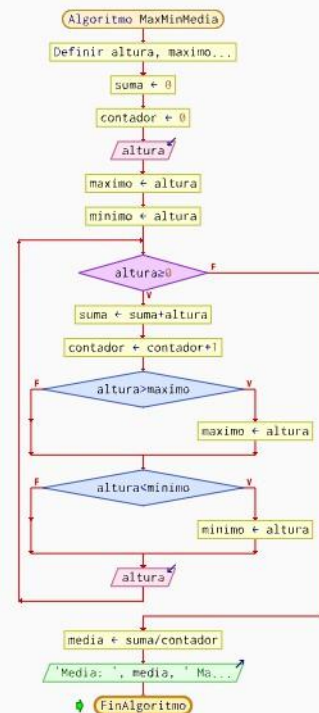 Algoritmo MaxMinMedia
Definir altura, maximo...
suma ← 0
contador ← 0
altura
maximo ← altura
minimo ← altura
altura≥0
F
V
suma ← suma+altura
contador ← contador+1
F
altura>maximo
V
maximo ← altura
F
altura<minimo
V
minimo ← altura
altura
media ← suma/contador
'Media: ', media, ' Ma...
FinAlgoritmo